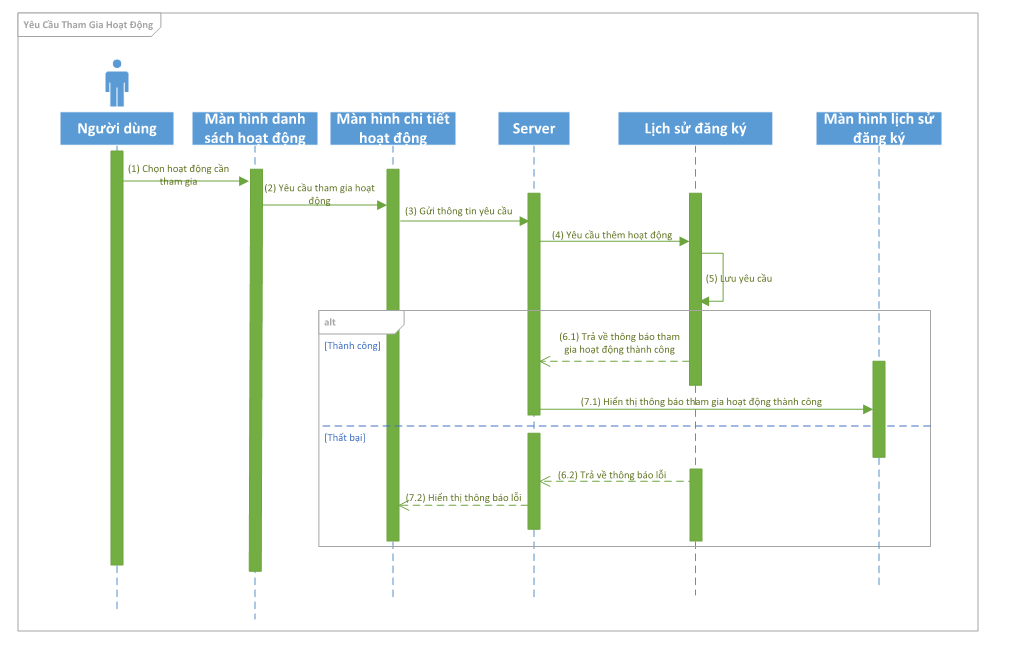 Yêu Cầu Tham Gia Hoạt Động
Người dùng
Màn hình danh
sách hoạt động
Màn hình chi tiết
hoạt động
Server
Lịch sử đăng ký
Màn hình lịch sử
đăng ký
(1) Chọn hoạt động cần
tham gia
(2) Yêu cầu tham gia hoạt
động
(3) Gửi thông tin yêu cầu
(4) Yêu cầu thêm hoạt động
(5) Lưu yêu cầu
alt
[Thành công]
(6.1) Trả về thông báo tham
gia hoạt động thành công
(7.1) Hiển thị thông báo tham gia hoạt động thành công
[Thất bại]
(6.2) Trả về thông báo lỗi
(7.2) Hiển thị thông báo lỗi